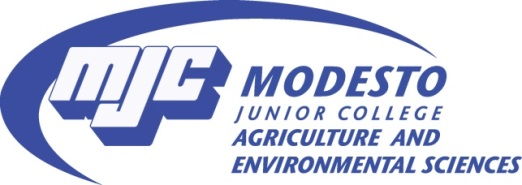 mjc
MODESTO
JUNIOR COLLEGE
AGRICULTURE AND
ENVIRONMENTAL SCIENCES